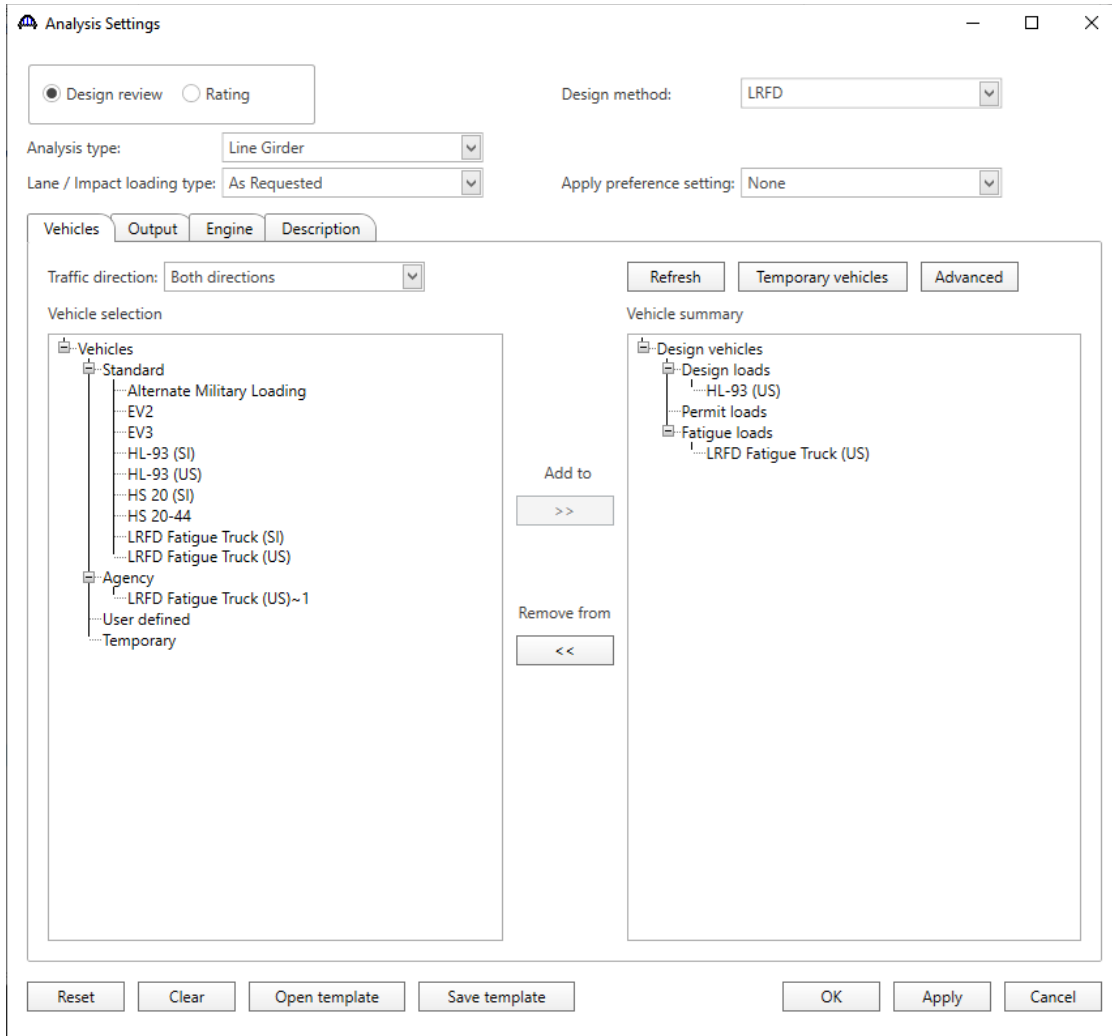 Analysis Settings
Design review Rating
Design method: LRFD
Analysis type: Line Girder
Lane / Impact loading type: As Requested
Apply preference setting: None
Vehicles Output Engine Description
Traffic direction: Both directions
Refresh Temporary vehicles Advanced
Vehicle selection
Vehicles
Standard
Alternate Military Loading
EV2
EV3
HL-93 (SI)
HL-93 (US)
HS 20 (SI)
HS 20-44
LRFD Fatigue Truck (SI)
LRFD Fatigue Truck (US)
Agency
LRFD Fatigue Truck (US)~1
User defined
Temporary
Add to
>>
Remove from
<<
Vehicle summary
Design vehicles
Design loads
HL-93 (US)
Permit loads
Fatigue loads
LRFD Fatigue Truck (US)
Reset Clear Open template Save template OK Apply Cancel